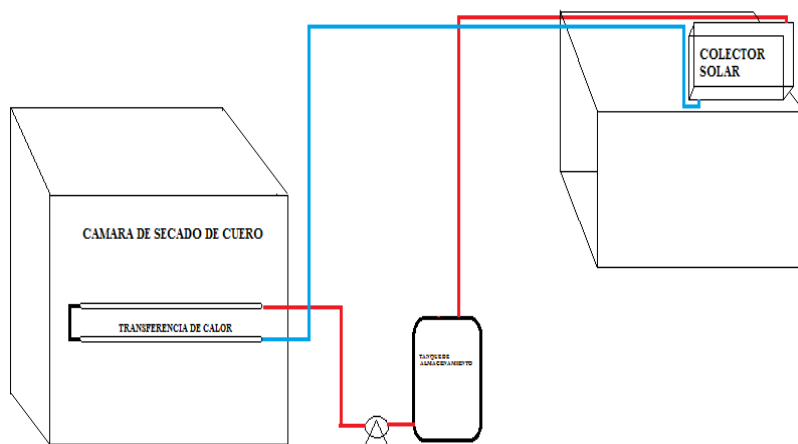 COLECTOR
SOLAR
CAMARA DE SECADO DE CUERO
TRANSFERENCIA DE CALOR
TANQUE DE
ALMACENAMIENTO